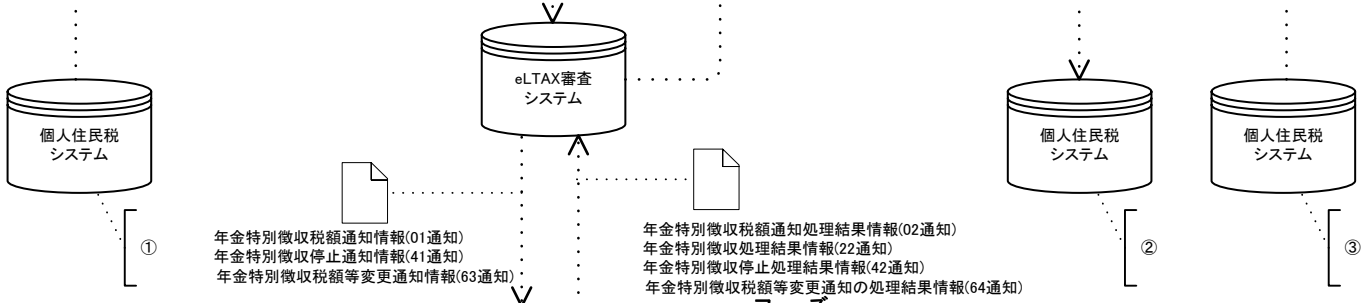 eLTAX審査
システム
個人住民税
システム
個人住民税
システム
個人住民税
システム
①
年金特別徴収税額通知情報(01通知)
年金特別徴収停止通知情報(41通知)
年金特別徴収税額等変更通知情報(63通知)
年金特別徴収税額通知処理結果情報(02通知)
年金特別徴収処理結果情報(22通知)
年金特別徴収停止処理結果情報(42通知)
年金特別徴収税額等変更通知の処理結果情報(64通知)
②
③